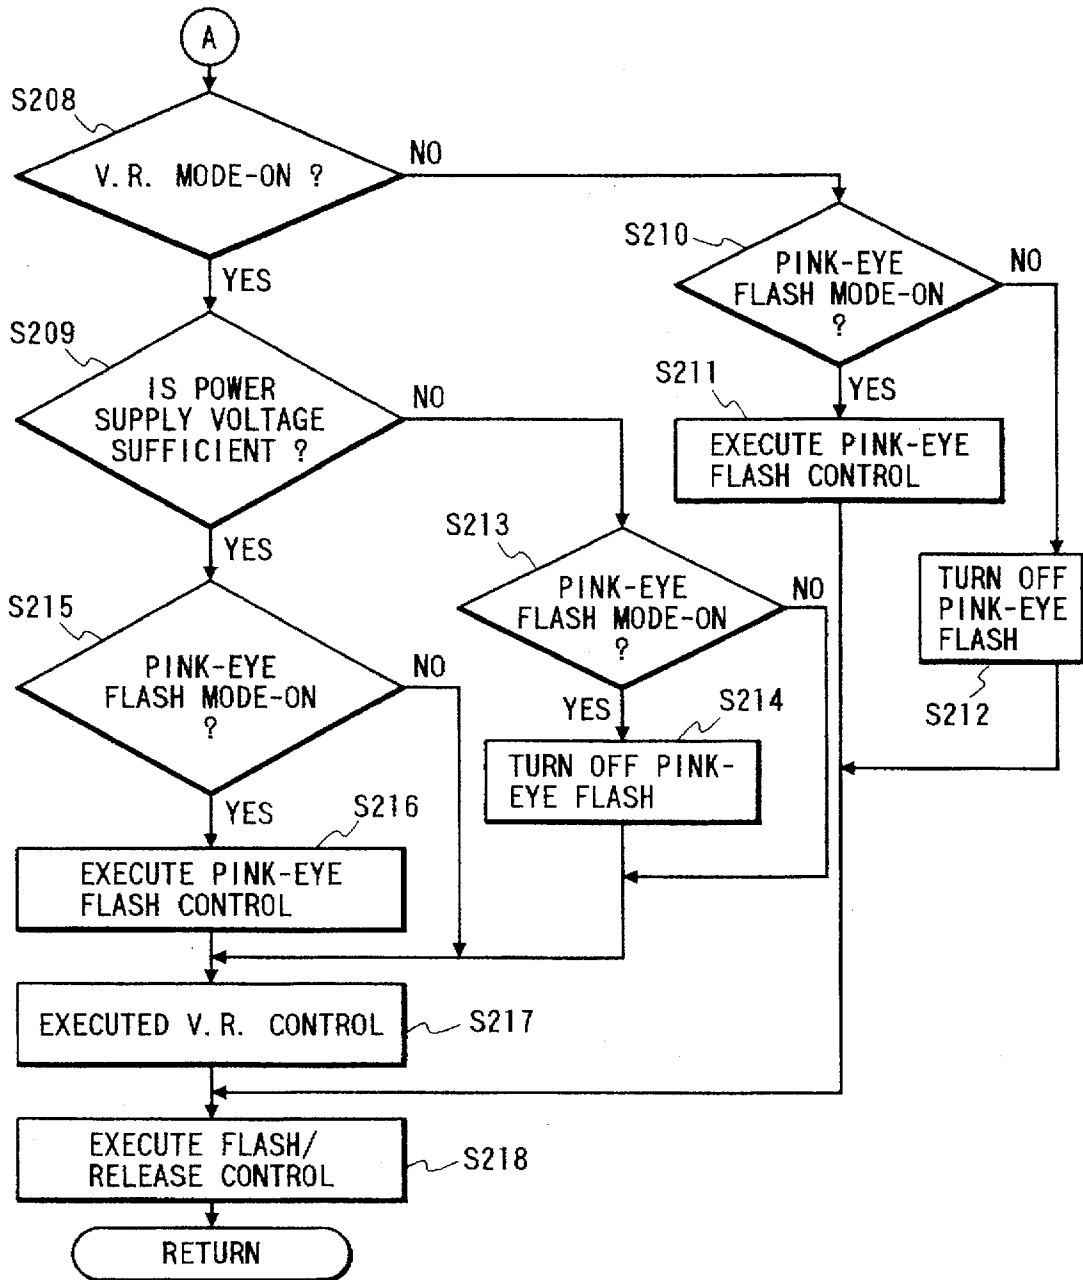 A
S208
V.R. MODE-ON ?
NO
YES
S210
PINK-EYE
FLASH MODE-ON
?
NO
YES
S209
IS POWER
SUPPLY VOLTAGE
SUFFICIENT ?
NO
YES
S211
EXECUTE PINK-EYE
FLASH CONTROL
TURN OFF
PINK-EYE
FLASH
S212
S213
PINK-EYE
FLASH MODE-ON
?
NO
YES
S214
TURN OFF PINK-
EYE FLASH
S215
PINK-EYE
FLASH MODE-ON
?
NO
YES
S216
EXECUTE PINK-EYE
FLASH CONTROL
EXECUTED V.R. CONTROL
S217
EXECUTE FLASH/
RELEASE CONTROL
S218
RETURN